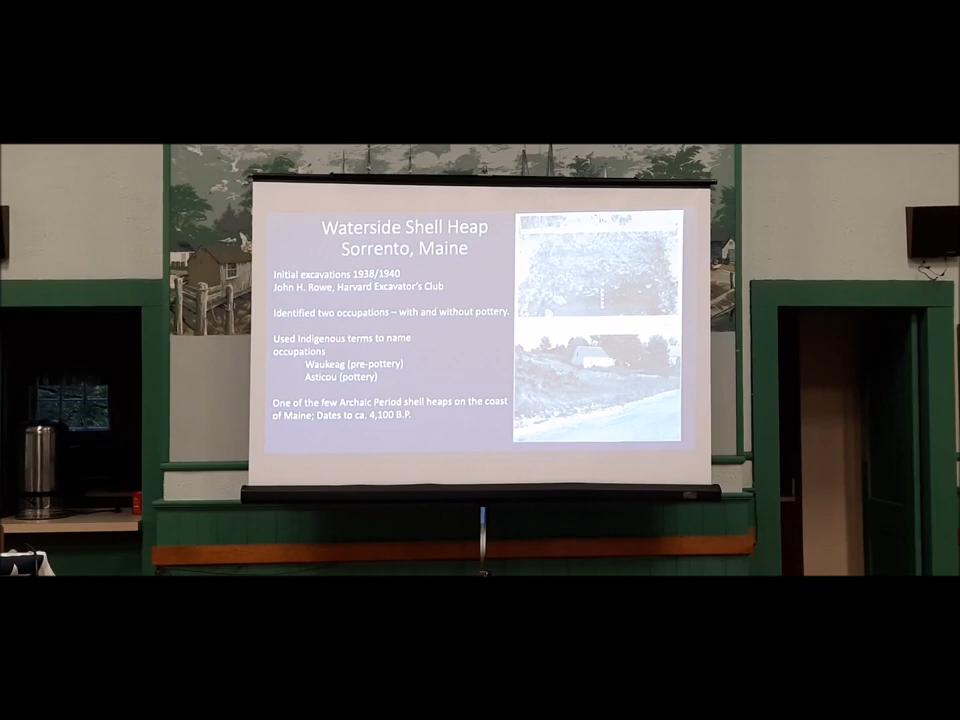 Waterside Shell Heap
Sorrento, Maine
Initial excavations 1938/1940
John H. Rowe, Harvard Excavator's Club
Identified two occupations – with and without pottery.
Used Indigenous terms to name
occupations
Waukeag (pre-pottery)
Asticou (pottery)
One of the few Archaic Period shell heaps on the coast
of Maine; Dates to ca. 4,100 B.P.